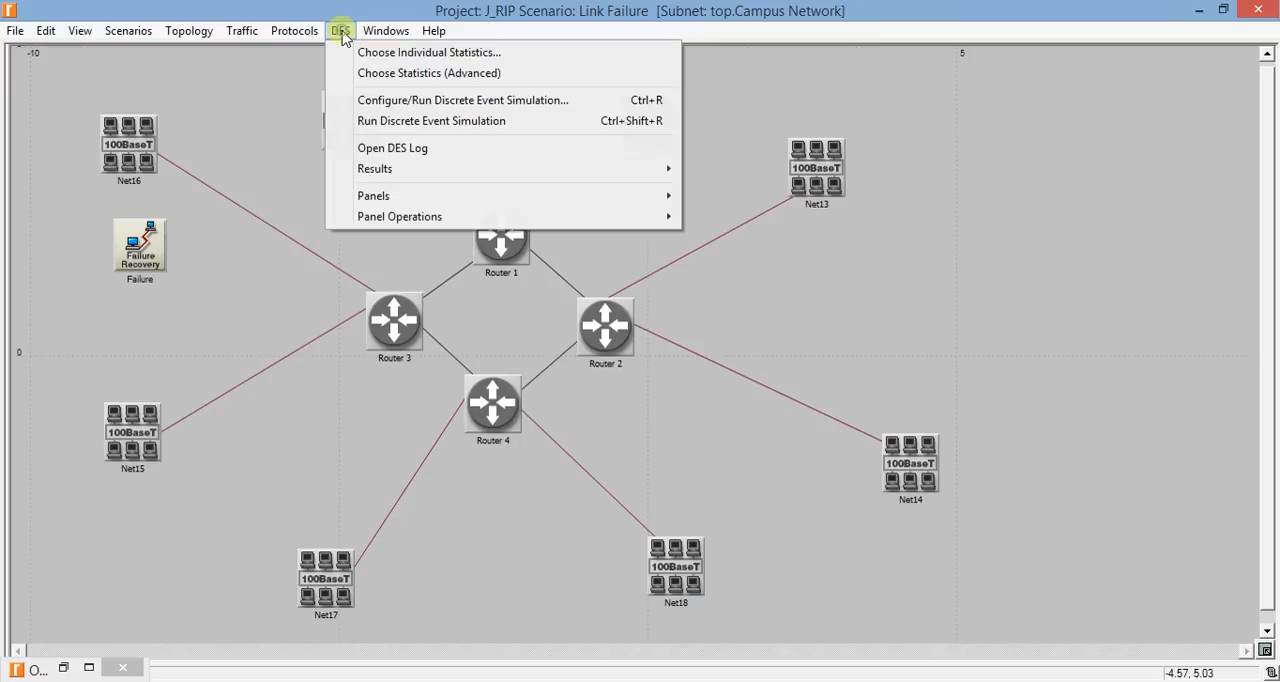 Project: J_RIP Scenario: Link Failure [Subnet: top.Campus Network]
File Edit View Scenarios Topology Traffic Protocols DES Windows Help
-10
5
Choose Individual Statistics...
Choose Statistics (Advanced)
Configure/Run Discrete Event Simulation... Ctrl+R
Run Discrete Event Simulation Ctrl+Shift+R
Open DES Log
Results
Panels
Panel Operations
100BaseT
Net16
100BaseT
Net13
Failure
Recovery
Failure
Router 1
0
Router 3
Router 2
100BaseT
Net15
Router 4
100BaseT
Net14
100BaseT
Net17
100BaseT
Net18
O...
-4.57, 5.03